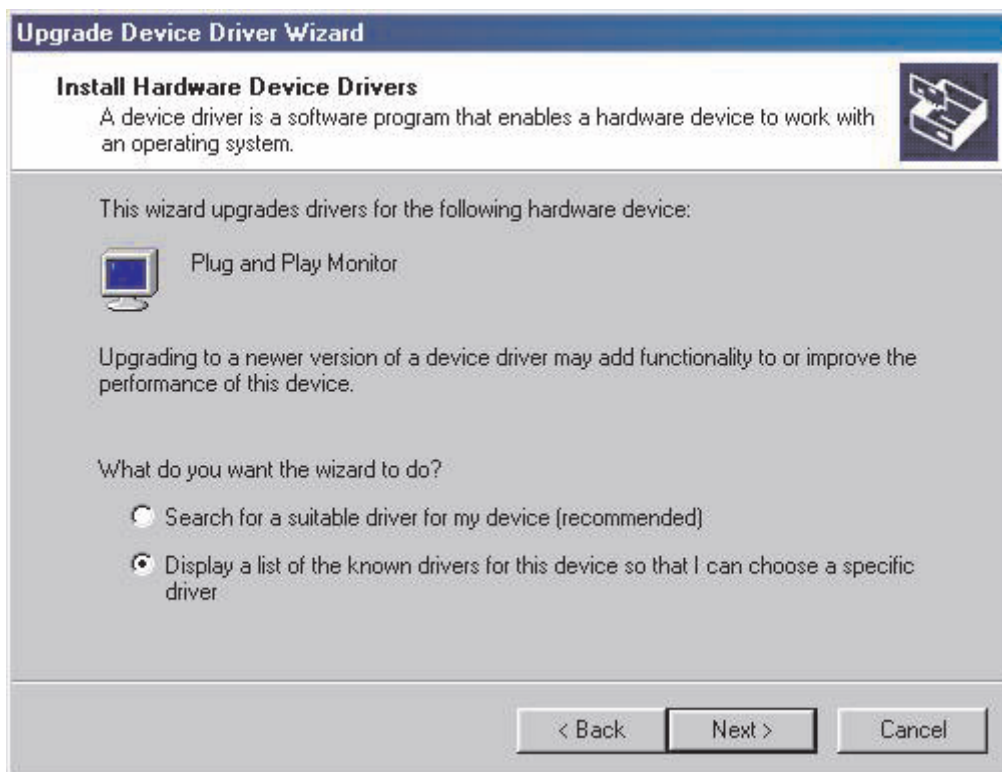 Upgrade Device Driver Wizard
Install Hardware Device Drivers
A device driver is a software program that enables a hardware device to work with
an operating system.
This wizard upgrades drivers for the following hardware device:
Plug and Play Monitor
Upgrading to a newer version of a device driver may add functionality to or improve the
performance of this device.
What do you want the wizard to do?
Search for a suitable driver for my device (recommended)
Display a list of the known drivers for this device so that I can choose a specific
driver
< Back
Next >
Cancel